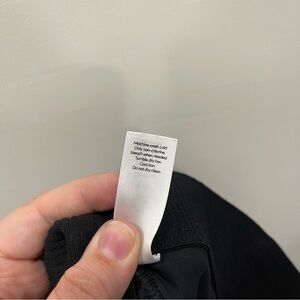 Machine wash cold
Only non-chlorine
bleach when needed
Tumble dry low
Cool iron
Do not dry clean